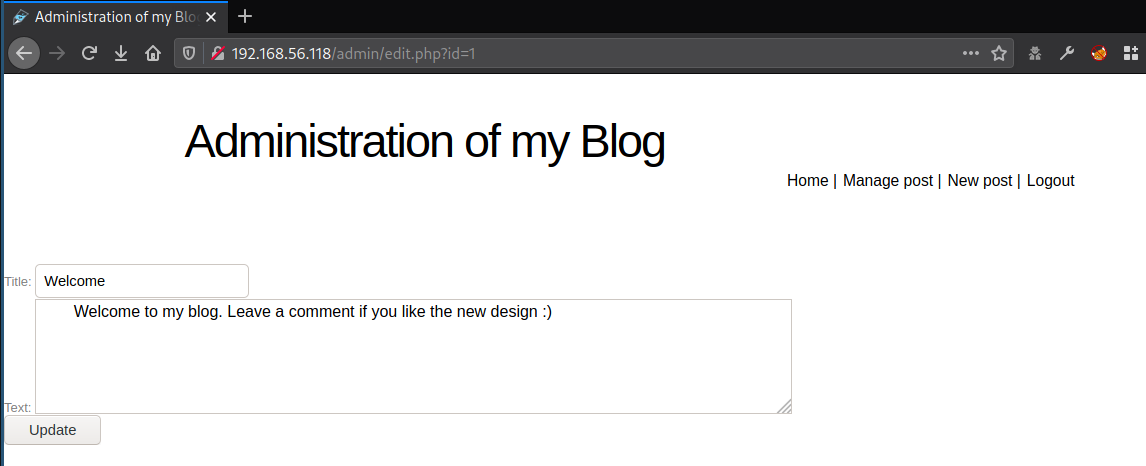 Administration of my Blo
192.168.56.118/admin/edit.php?id=1
Administration of my Blog
Home | Manage post | New post | Logout
Title: Welcome
Welcome to my blog. Leave a comment if you like the new design :)
Text:
Update